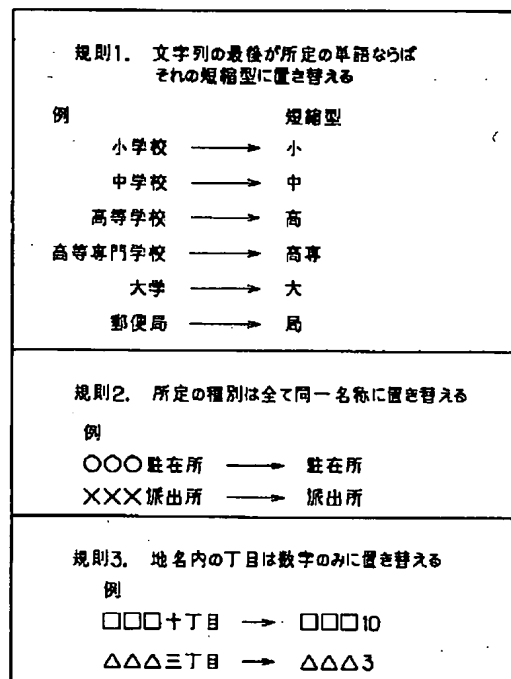 規則1. 文字列の最後が所定の単語ならば
それの短縮型に置き替える
例 短縮型
小学校 → 小
中学校 → 中
高等学校 → 高
高等専門学校 → 高専
大学 → 大
郵便局 → 局
規則2. 所定の種別は全て同一名称に置き替える
例
○○○駐在所 → 駐在所
×××派出所 → 派出所
規則3. 地名内の丁目は数字のみに置き替える
例
□□□十丁目 → □□□10
△△△三丁目 → △△△3